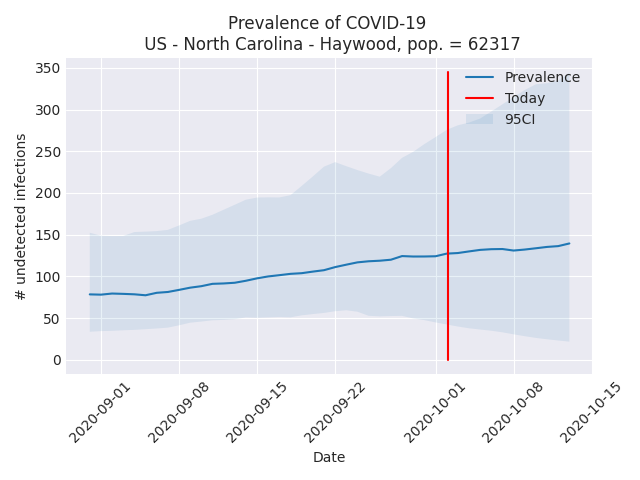 Prevalence of COVID-19
US - North Carolina - Haywood, pop. = 62317
350
300
250
200
150
100
50
0
# undetected infections
Prevalence
Today
95CI
2020-09-01
2020-09-08
2020-09-15
2020-09-22
2020-10-01
2020-10-08
2020-10-15
Date